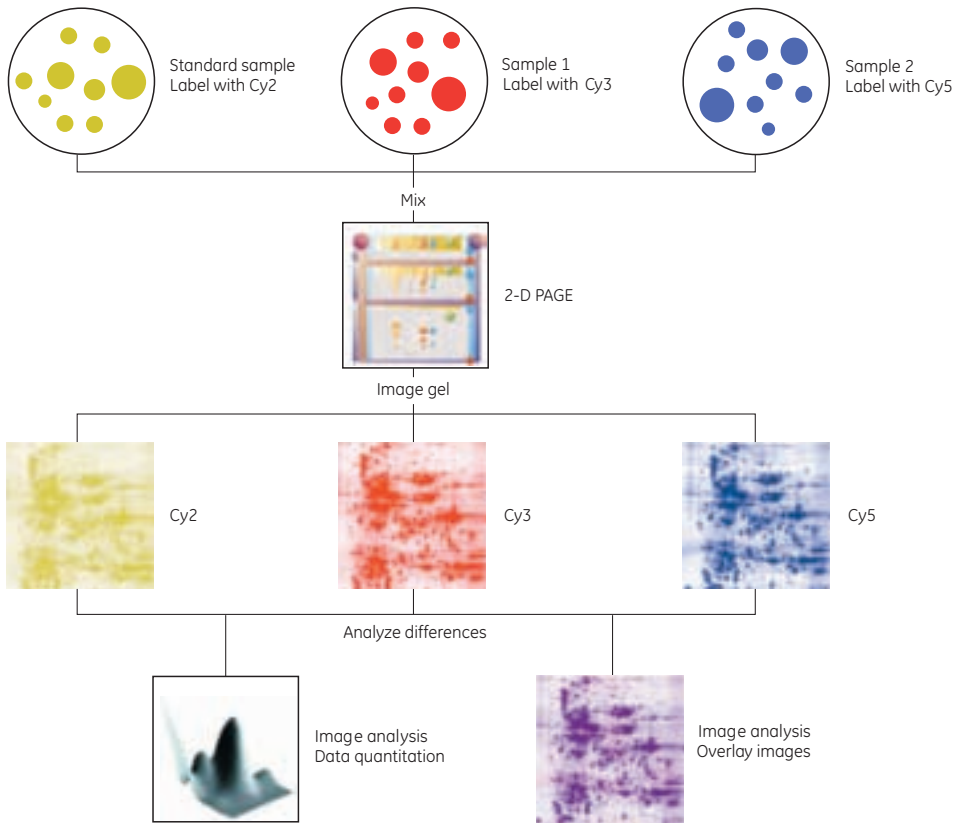 Standard sample
Label with Cy2
Sample 1
Label with Cy3
Sample 2
Label with Cy5
Mix
2-D PAGE
Image gel
Cy2
Cy3
Cy5
Analyze differences
Image analysis
Data quantitation
Image analysis
Overlay images